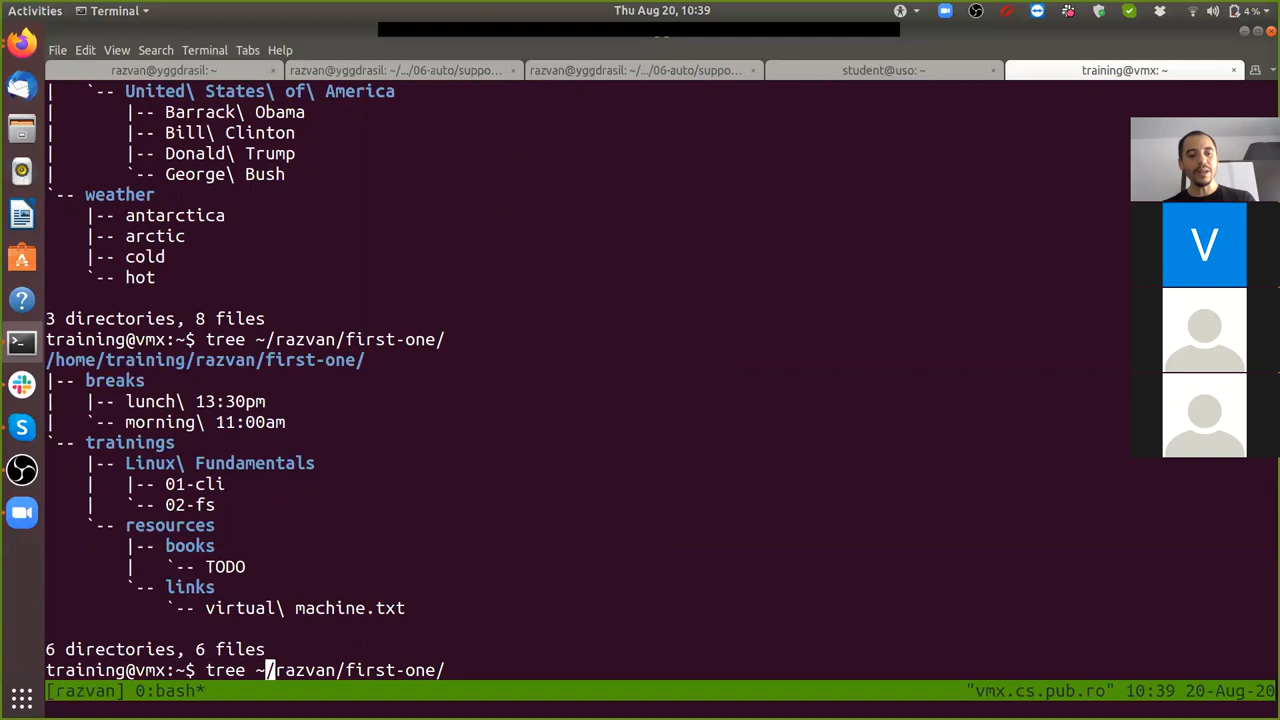 Activities Terminal Thu Aug 20, 10:39 4 %
File Edit View Search Terminal Tabs Help
razvan@yggdrasil: ~ × razvan@yggdrasil: ~/.../06-auto/suppo... × razvan@yggdrasil: ~/.../06-auto/suppo... × student@uso: ~ × training@vmx: ~ ×
| `-- United\ States\ of\ America
| |-- Barrack\ Obama
| |-- Bill\ Clinton
| |-- Donald\ Trump
| `-- George\ Bush
`-- weather
|-- antarctica
|-- arctic
|-- cold
`-- hot
3 directories, 8 files
training@vmx:~$ tree ~/razvan/first-one/
/home/training/razvan/first-one/
|-- breaks
| |-- lunch\ 13:30pm
| `-- morning\ 11:00am
`-- trainings
|-- Linux\ Fundamentals
| |-- 01-cli
| `-- 02-fs
`-- resources
|-- books
| `-- TODO
`-- links
`-- virtual\ machine.txt
6 directories, 6 files
training@vmx:~$ tree ~/razvan/first-one/
[razvan] 0:bash* "vmx.cs.pub.ro" 10:39 20-Aug-20
V